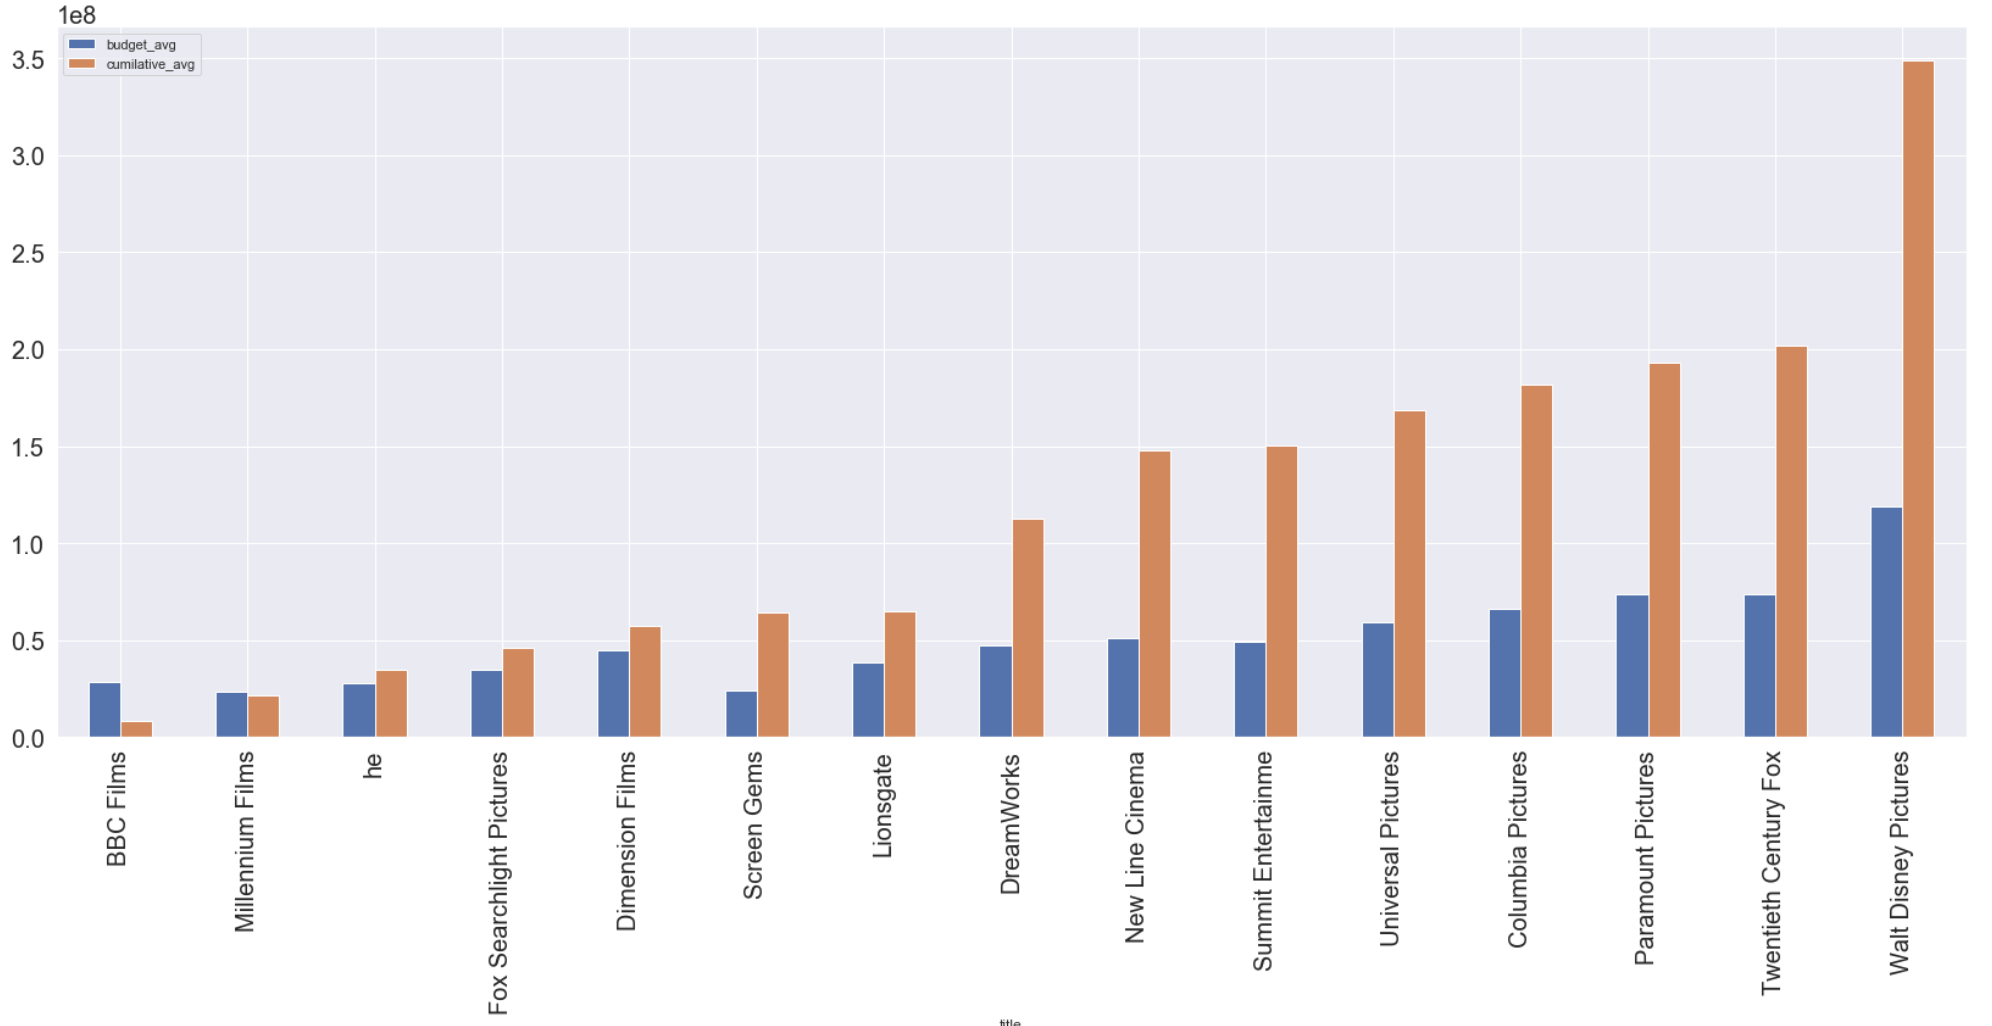 1e8
budget_avg
cumilative_avg
3.5
3.0
2.5
2.0
1.5
1.0
0.5
0.0
BBC Films
Millennium Films
he
Fox Searchlight Pictures
Dimension Films
Screen Gems
Lionsgate
DreamWorks
New Line Cinema
Summit Entertainme
Universal Pictures
Columbia Pictures
Paramount Pictures
Twentieth Century Fox
Walt Disney Pictures
title